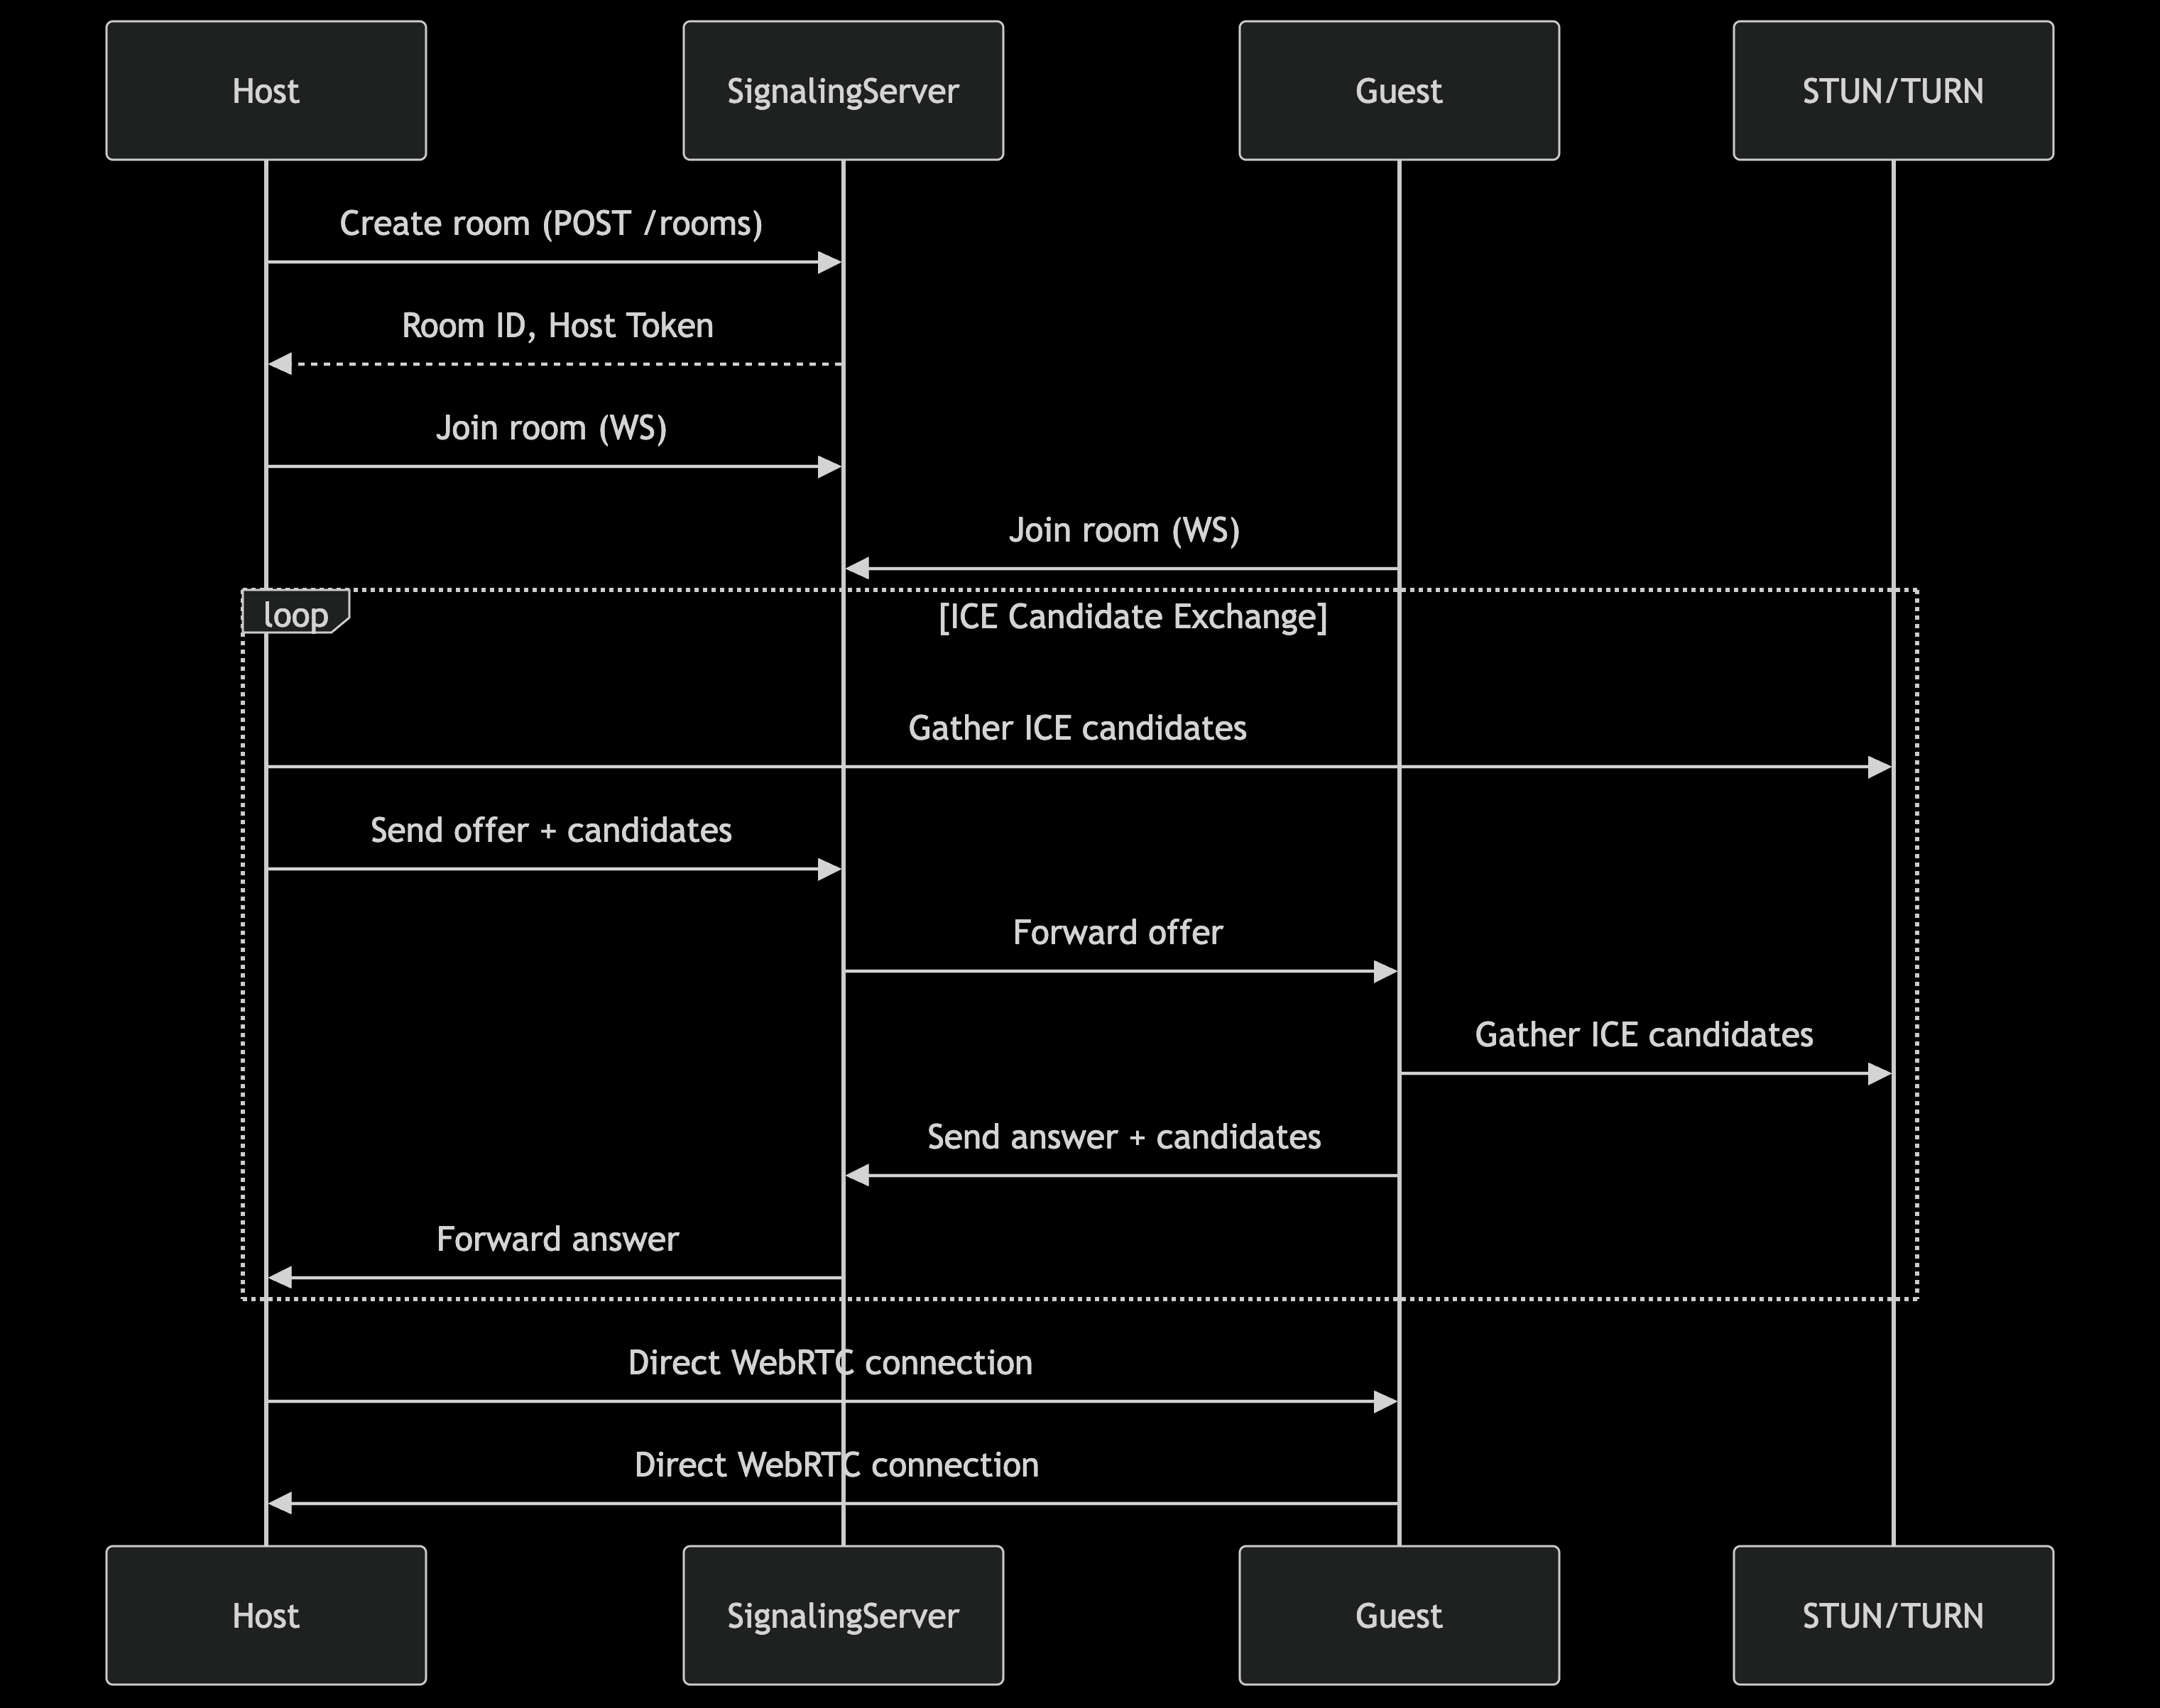 Host
SignalingServer
Guest
STUN/TURN
Create room (POST /rooms)
Room ID, Host Token
Join room (WS)
Join room (WS)
loop
[ICE Candidate Exchange]
Gather ICE candidates
Send offer + candidates
Forward offer
Gather ICE candidates
Send answer + candidates
Forward answer
Direct WebRTC connection
Direct WebRTC connection
Host
SignalingServer
Guest
STUN/TURN